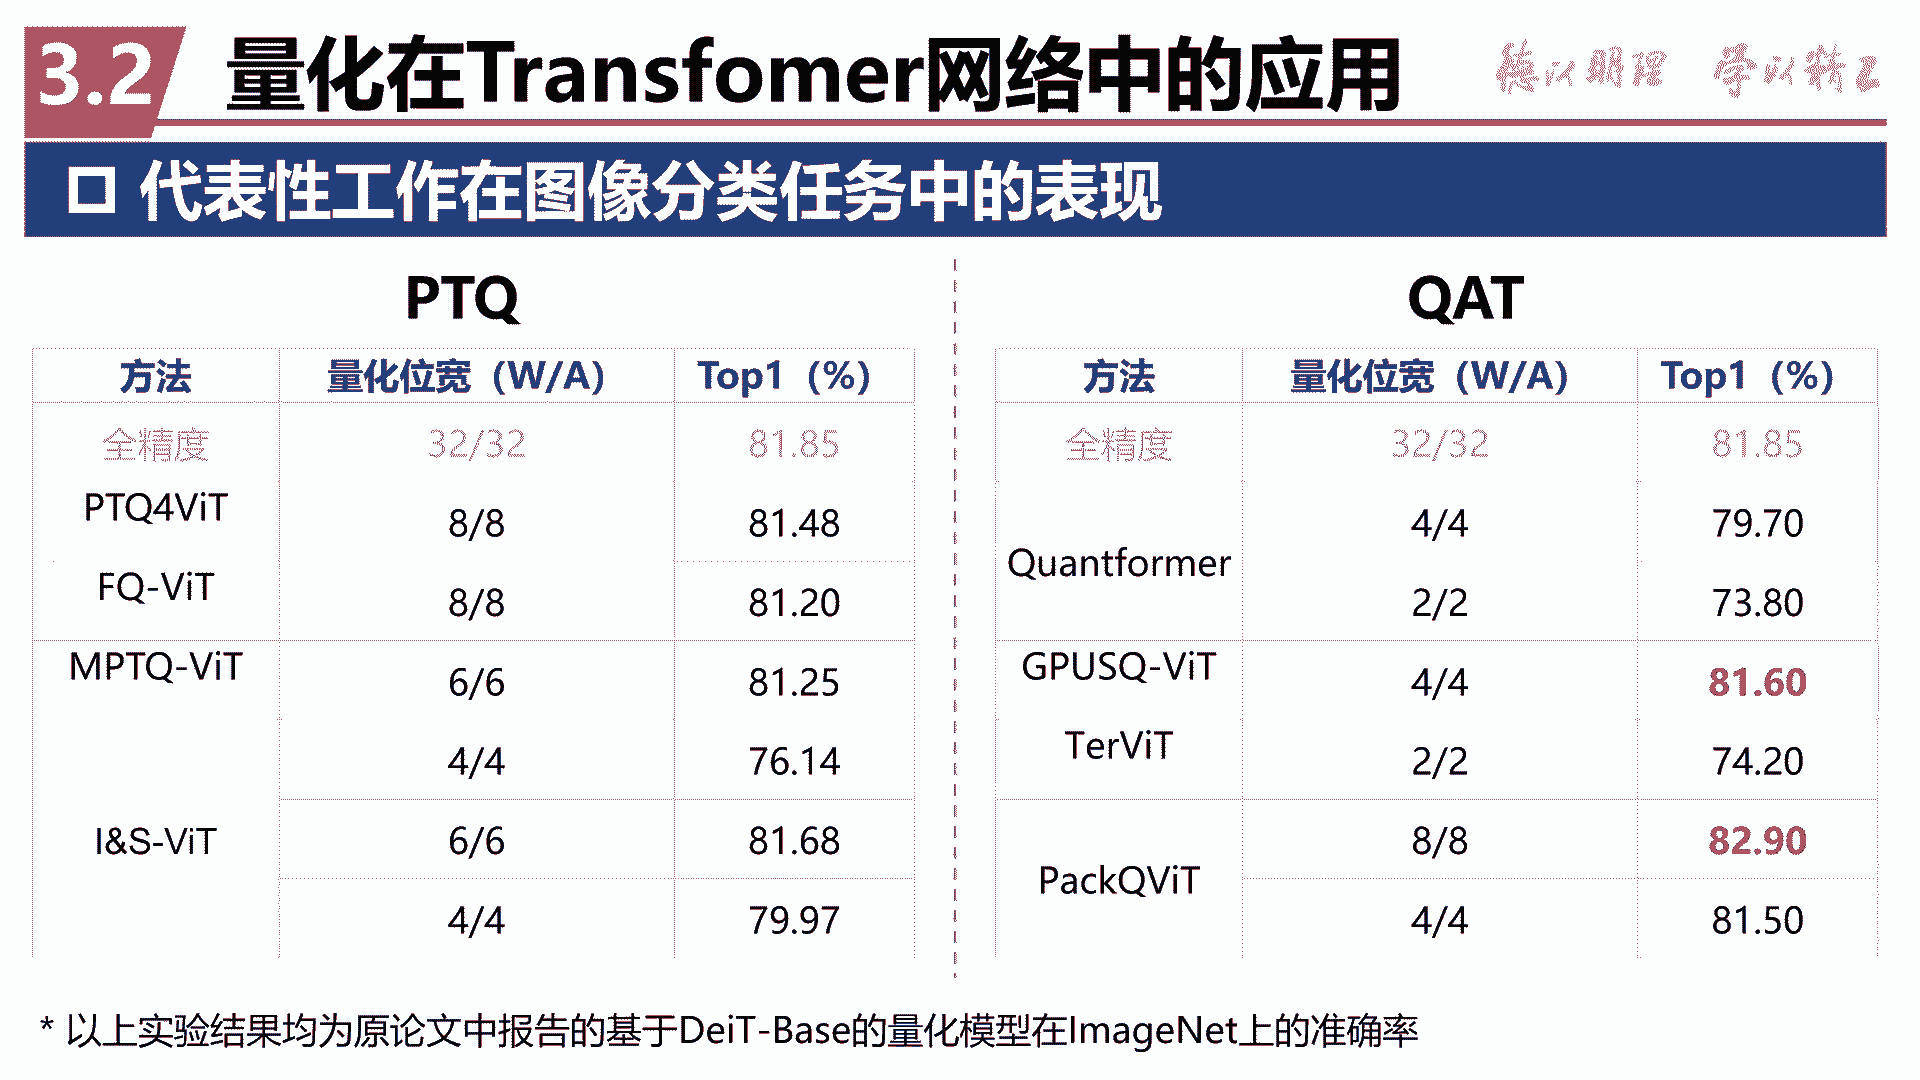 3.2 量化在Transfomer网络中的应用
德以明理 学以精工
□ 代表性工作在图像分类任务中的表现
PTQ
方法 量化位宽（W/A） Top1（%）
全精度 32/32 81.85
PTQ4ViT 8/8 81.48
FQ-ViT 8/8 81.20
MPTQ-ViT 6/6 81.25
4/4 76.14
I&S-ViT 6/6 81.68
4/4 79.97
QAT
方法 量化位宽（W/A） Top1（%）
全精度 32/32 81.85
Quantformer 4/4 79.70
2/2 73.80
GPUSQ-ViT 4/4 81.60
TerViT 2/2 74.20
PackQViT 8/8 82.90
4/4 81.50
* 以上实验结果均为原论文中报告的基于DeiT-Base的量化模型在ImageNet上的准确率